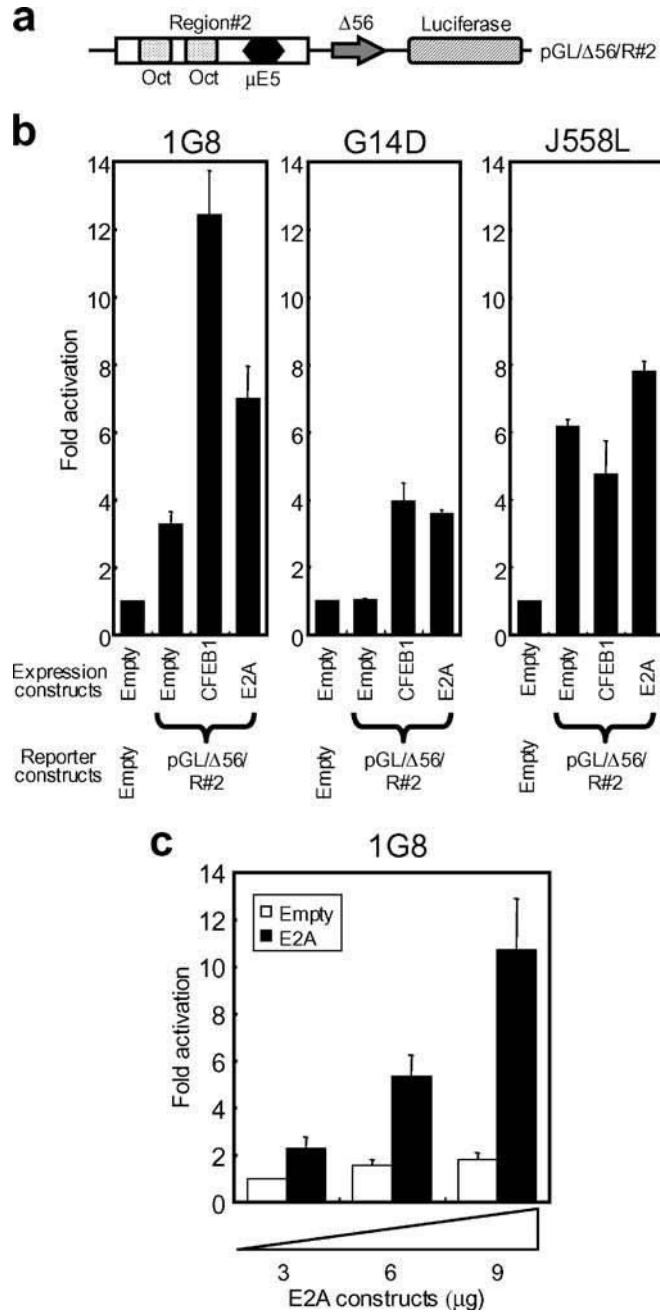 a
Region#2 Δ56 Luciferase
pGL/Δ56/R#2
Oct Oct μE5
b
1G8 G14D J558L
Fold activation
14 14 14
12 12 12
10 10 10
8 8 8
6 6 6
4 4 4
2 2 2
0 0 0
Expression constructs
Empty Empty CFEB1 E2A Empty Empty CFEB1 E2A Empty Empty CFEB1 E2A
Reporter constructs
Empty pGL/Δ56/ Empty pGL/Δ56/ Empty pGL/Δ56/
R#2 R#2 R#2
c
1G8
Fold activation
14
12
10
8
6
4
2
0
Empty
E2A
3 6 9
E2A constructs (μg)